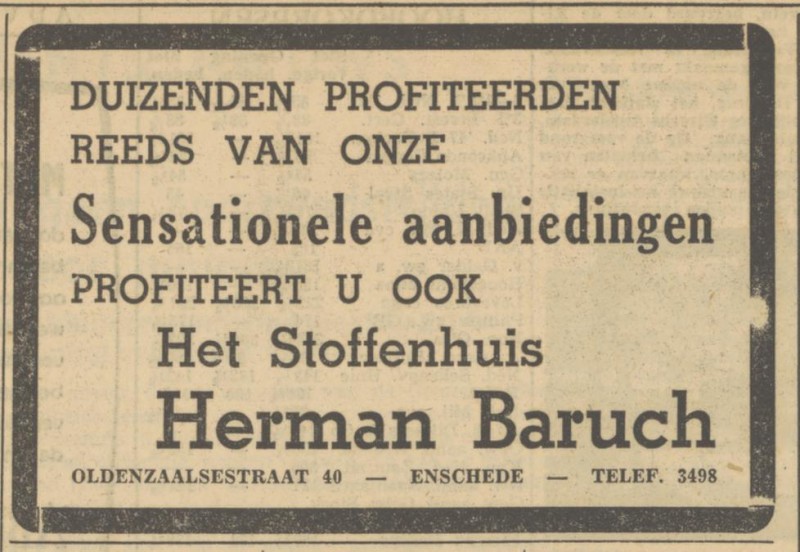 DUIZENDEN PROFITEERDEN
REEDS VAN ONZE
Sensationele aanbiedingen
PROFITEERT U OOK
Het Stoffenhuis
Herman Baruch
OLDENZAALSESTRAAT 40 — ENSCHEDE — TELEF. 3498